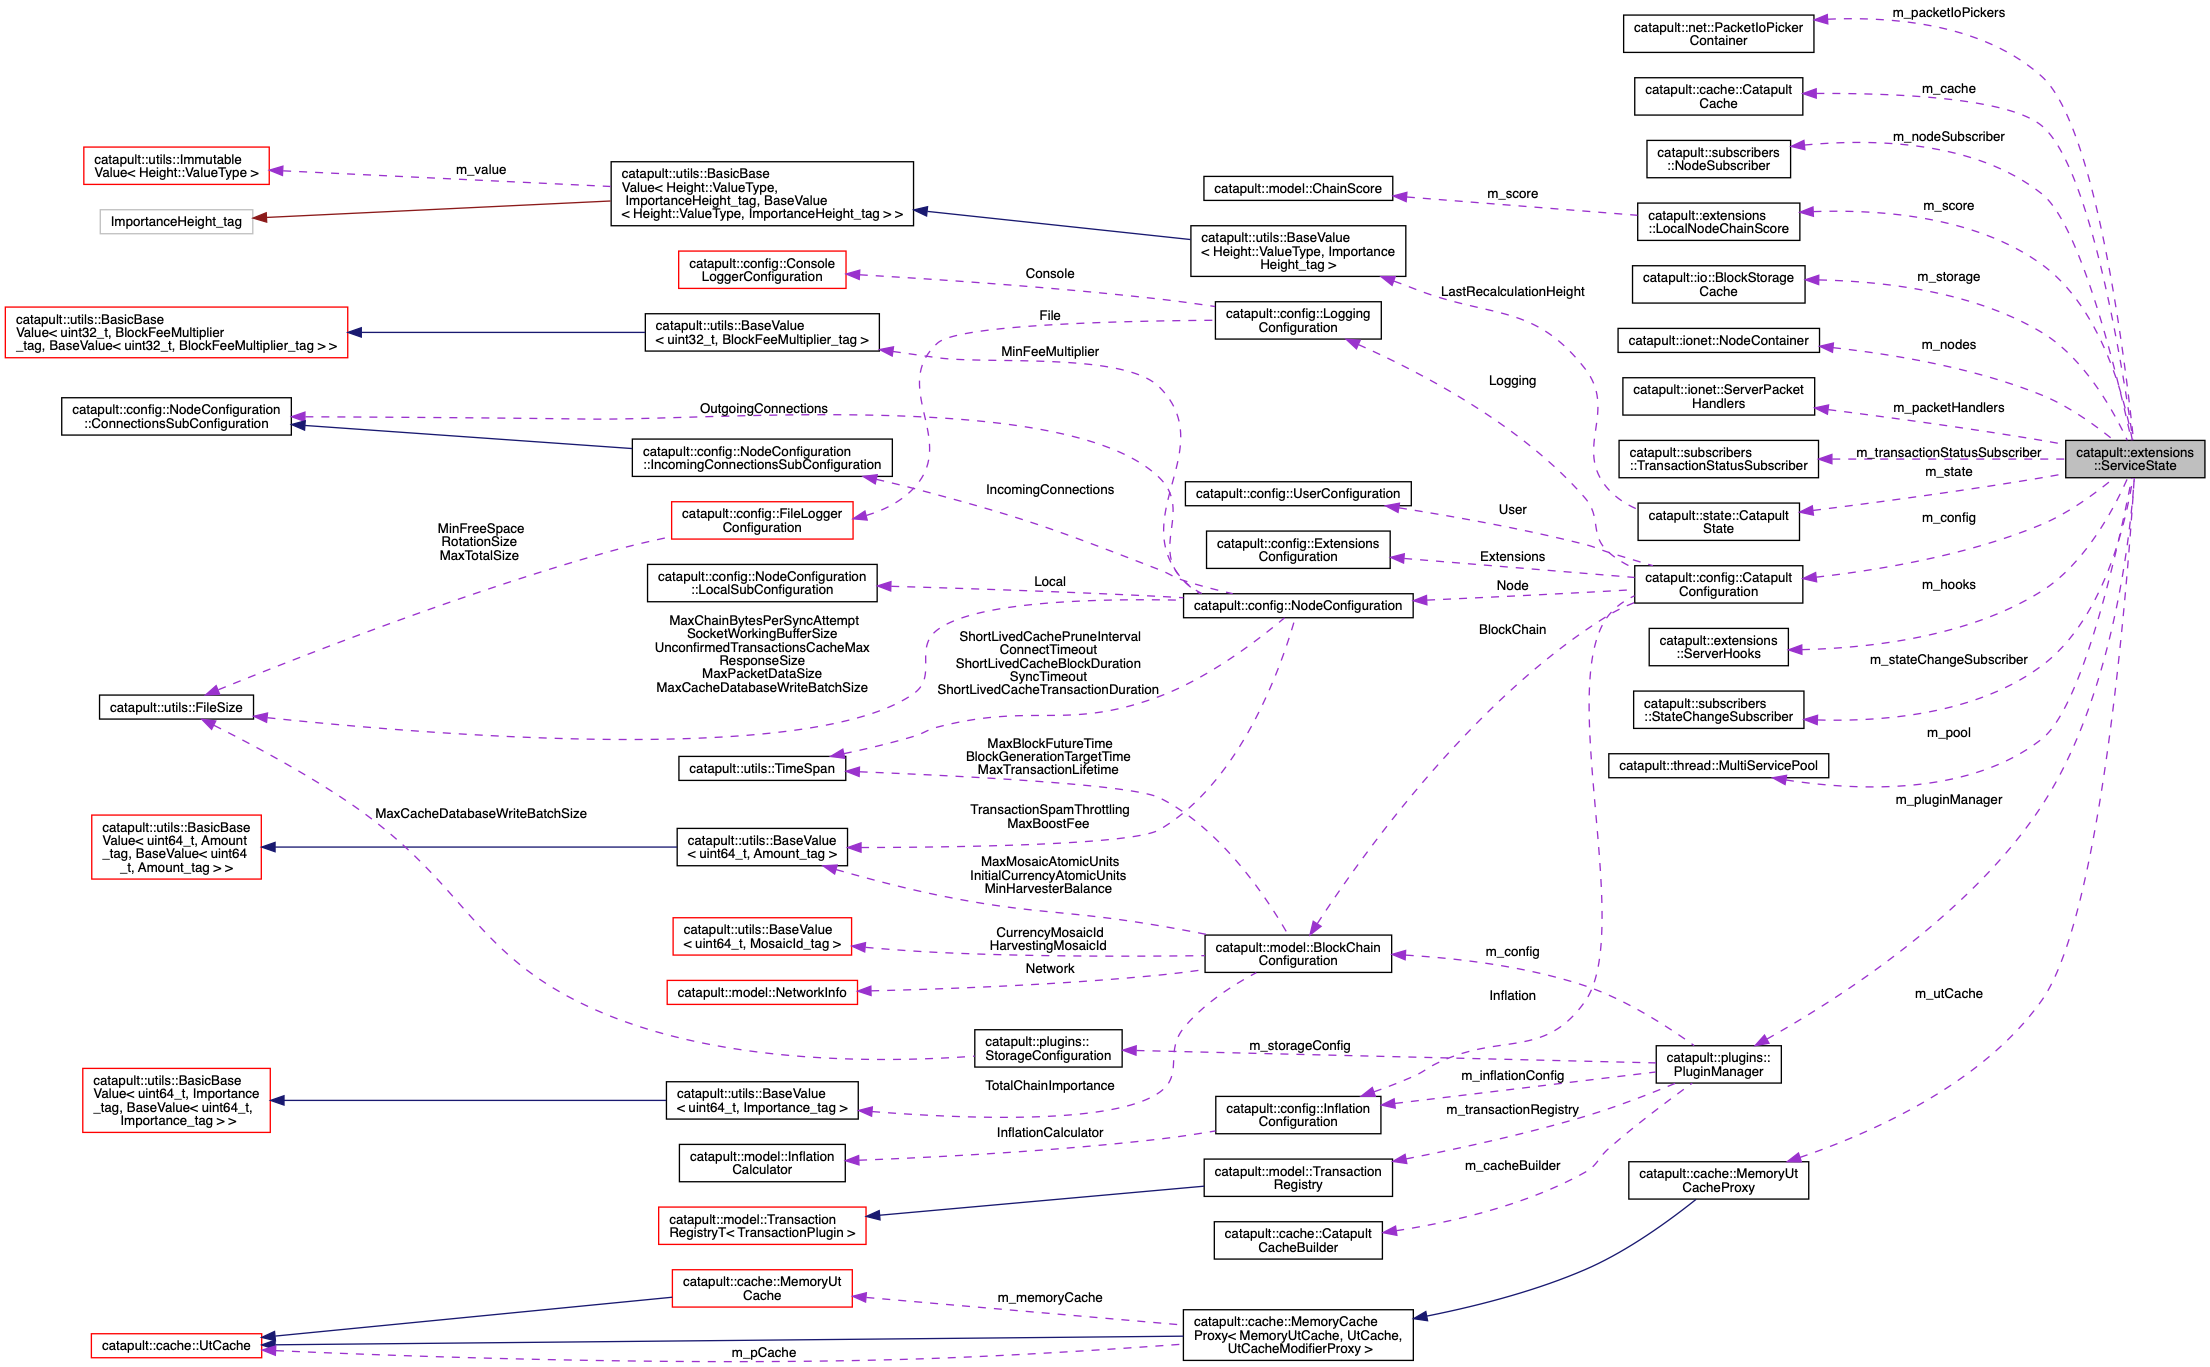 catapult::net::PacketIoPicker
Container
m_packetIoPickers
catapult::cache::Catapult
Cache
m_cache
catapult::subscribers
::NodeSubscriber
m_nodeSubscriber
catapult::utils::Immutable
Value< Height::ValueType >
m_value
catapult::utils::BasicBase
Value< Height::ValueType,
ImportanceHeight_tag, BaseValue
< Height::ValueType, ImportanceHeight_tag > >
ImportanceHeight_tag
catapult::model::ChainScore
m_score
catapult::extensions
::LocalNodeChainScore
m_score
catapult::utils::BaseValue
< Height::ValueType, Importance
Height_tag >
catapult::config::Console
LoggerConfiguration
Console
LastRecalculationHeight
catapult::io::BlockStorage
Cache
m_storage
catapult::utils::BasicBase
Value< uint32_t, BlockFeeMultiplier
_tag, BaseValue< uint32_t, BlockFeeMultiplier_tag > >
catapult::utils::BaseValue
< uint32_t, BlockFeeMultiplier_tag >
File
MinFeeMultiplier
catapult::config::Logging
Configuration
catapult::ionet::NodeContainer
m_nodes
Logging
catapult::ionet::ServerPacket
Handlers
m_packetHandlers
catapult::config::NodeConfiguration
::ConnectionsSubConfiguration
OutgoingConnections
catapult::config::NodeConfiguration
::IncomingConnectionsSubConfiguration
IncomingConnections
catapult::subscribers
::TransactionStatusSubscriber
m_transactionStatusSubscriber
catapult::extensions
::ServiceState
m_state
catapult::config::UserConfiguration
User
catapult::state::Catapult
State
m_config
MinFreeSpace
RotationSize
MaxTotalSize
catapult::config::FileLogger
Configuration
catapult::config::Extensions
Configuration
Extensions
catapult::config::NodeConfiguration
::LocalSubConfiguration
Local
catapult::config::NodeConfiguration
Node
catapult::config::Catapult
Configuration
m_hooks
MaxChainBytesPerSyncAttempt
SocketWorkingBufferSize
UnconfirmedTransactionsCacheMax
ResponseSize
MaxPacketDataSize
MaxCacheDatabaseWriteBatchSize
ShortLivedCachePruneInterval
ConnectTimeout
ShortLivedCacheBlockDuration
SyncTimeout
ShortLivedCacheTransactionDuration
BlockChain
catapult::extensions
::ServerHooks
m_stateChangeSubscriber
catapult::utils::FileSize
catapult::subscribers
::StateChangeSubscriber
m_pool
catapult::utils::TimeSpan
MaxBlockFutureTime
BlockGenerationTargetTime
MaxTransactionLifetime
catapult::thread::MultiServicePool
m_pluginManager
MaxCacheDatabaseWriteBatchSize
TransactionSpamThrottling
MaxBoostFee
catapult::utils::BasicBase
Value< uint64_t, Amount
_tag, BaseValue< uint64
_t, Amount_tag > >
catapult::utils::BaseValue
< uint64_t, Amount_tag >
MaxMosaicAtomicUnits
InitialCurrencyAtomicUnits
MinHarvesterBalance
catapult::utils::BaseValue
< uint64_t, MosaicId_tag >
CurrencyMosaicId
HarvestingMosaicId
catapult::model::BlockChain
Configuration
m_config
catapult::model::NetworkInfo
Network
Inflation
m_utCache
catapult::plugins::
StorageConfiguration
m_storageConfig
catapult::plugins::
PluginManager
catapult::utils::BasicBase
Value< uint64_t, Importance
_tag, BaseValue< uint64_t,
Importance_tag > >
catapult::utils::BaseValue
< uint64_t, Importance_tag >
TotalChainImportance
m_inflationConfig
catapult::config::Inflation
Configuration
m_transactionRegistry
InflationCalculator
catapult::model::Inflation
Calculator
catapult::model::Transaction
Registry
m_cacheBuilder
catapult::cache::MemoryUt
CacheProxy
catapult::model::Transaction
RegistryT< TransactionPlugin >
catapult::cache::Catapult
CacheBuilder
catapult::cache::MemoryUt
Cache
m_memoryCache
catapult::cache::UtCache
m_pCache
catapult::cache::MemoryCache
Proxy< MemoryUtCache, UtCache,
UtCacheModifierProxy >